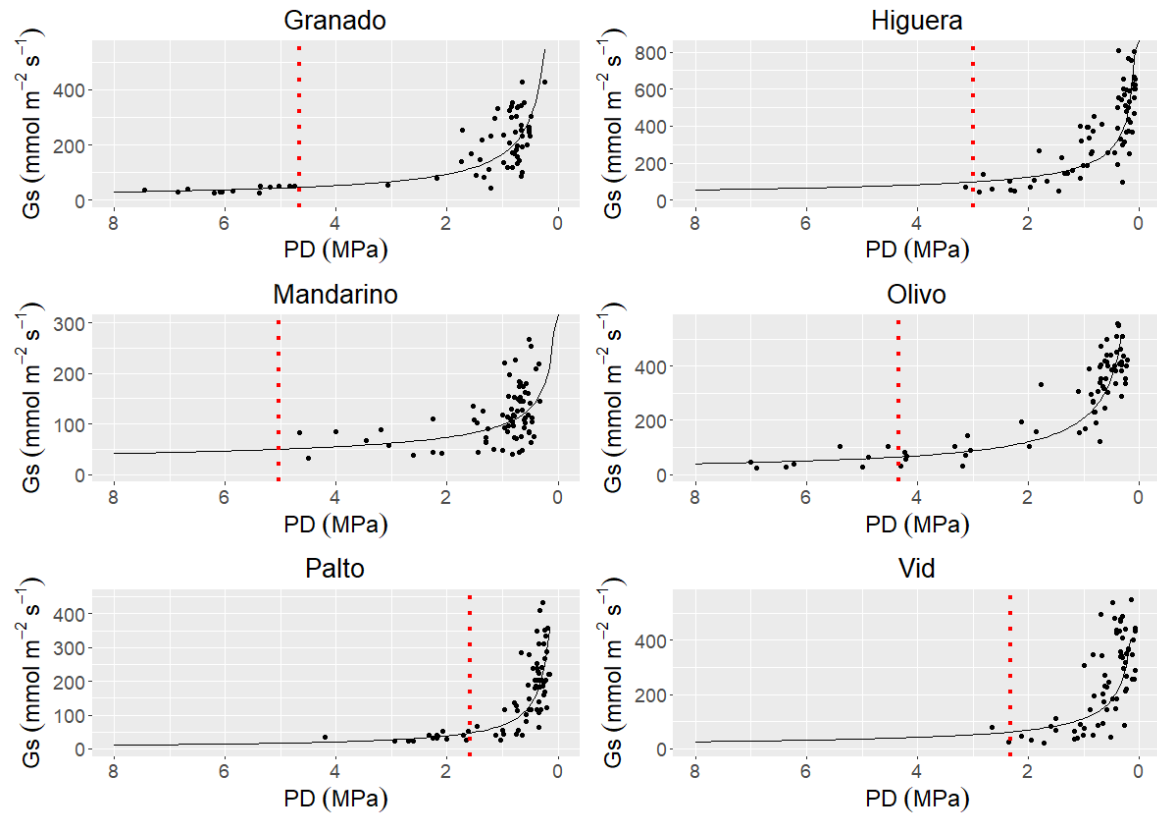 Granado
Gs (mmol m⁻² s⁻¹)
400
200
0
8 6 4 2 0
PD (MPa)
Higuera
Gs (mmol m⁻² s⁻¹)
800
600
400
200
0
8 6 4 2 0
PD (MPa)
Mandarino
Gs (mmol m⁻² s⁻¹)
300
200
100
0
8 6 4 2 0
PD (MPa)
Olivo
Gs (mmol m⁻² s⁻¹)
400
200
0
8 6 4 2 0
PD (MPa)
Palto
Gs (mmol m⁻² s⁻¹)
400
300
200
100
0
8 6 4 2 0
PD (MPa)
Vid
Gs (mmol m⁻² s⁻¹)
400
200
0
8 6 4 2 0
PD (MPa)